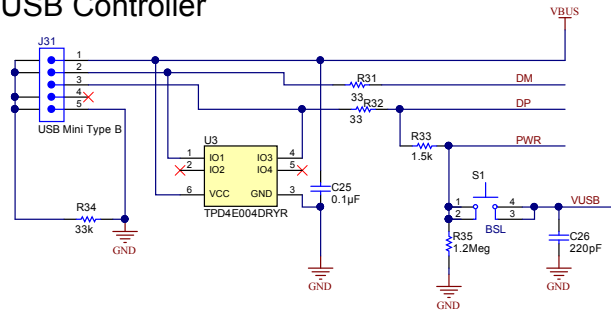 USB Controller
VBUS
J31
1
2
3
4
5
USB Mini Type B
R31
33
DM
R32
33
DP
R33
1.5k
PWR
U3
1
IO1
IO3
4
2
IO2
IO4
5
6
VCC
GND
3
TPD4E004DRYR
C25
0.1µF
S1
1
4
2
3
BSL
VUSB
R34
33k
GND
R35
1.2Meg
C26
220pF
GND
GND
GND